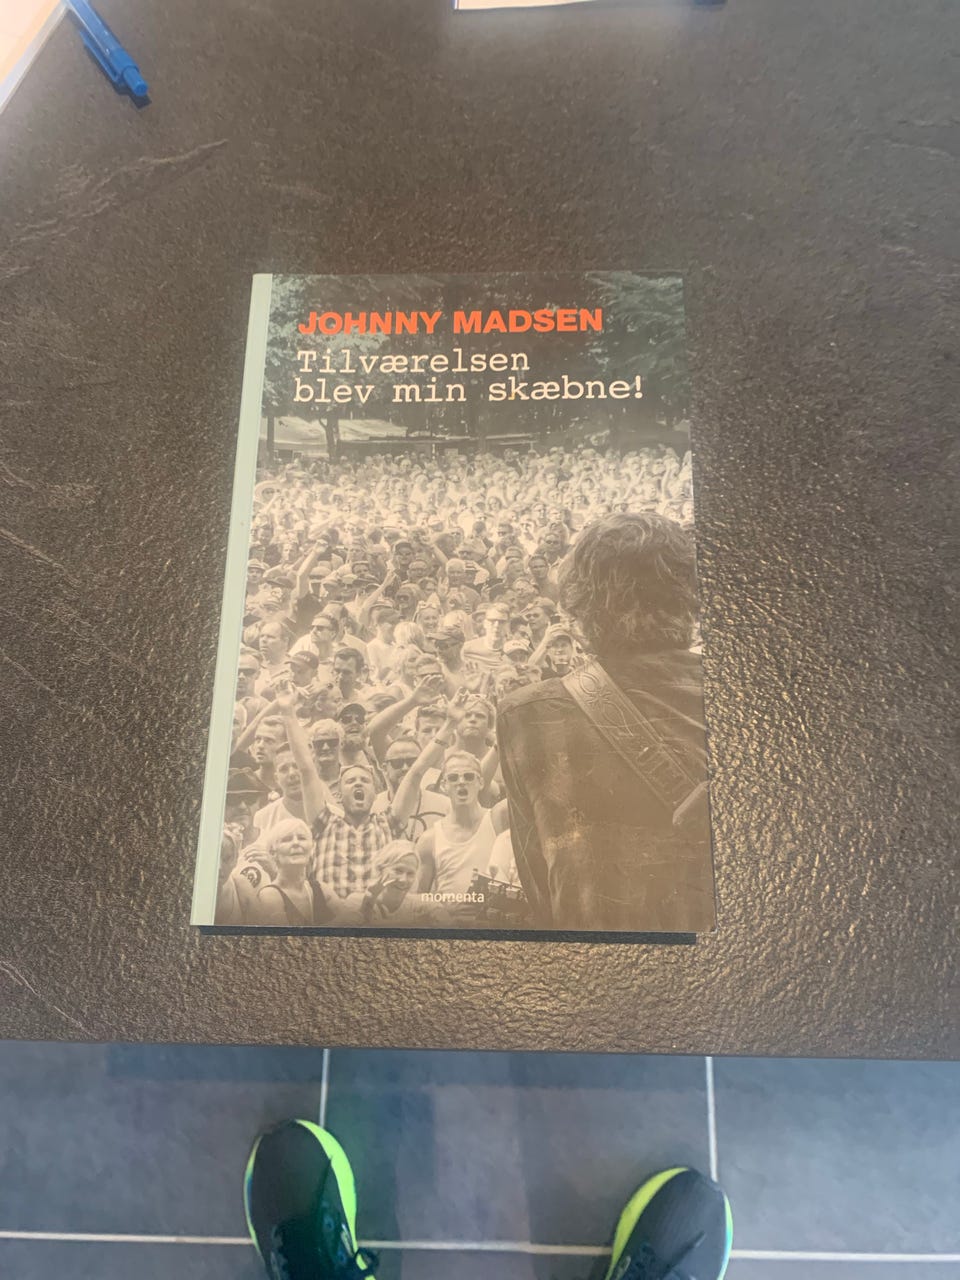 JOHNNY MADSEN
Tilværelsen
blev min skæbne!
momenta